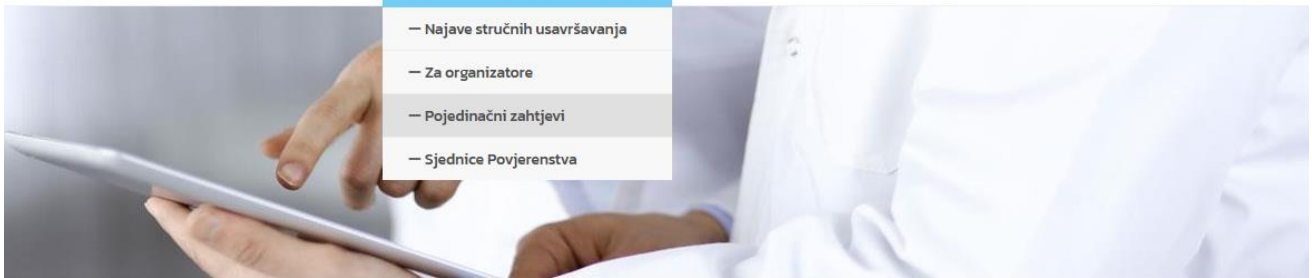 — Najave stručnih usavršavanja
— Za organizatore
— Pojedinačni zahtjevi
— Sjednice Povjerenstva